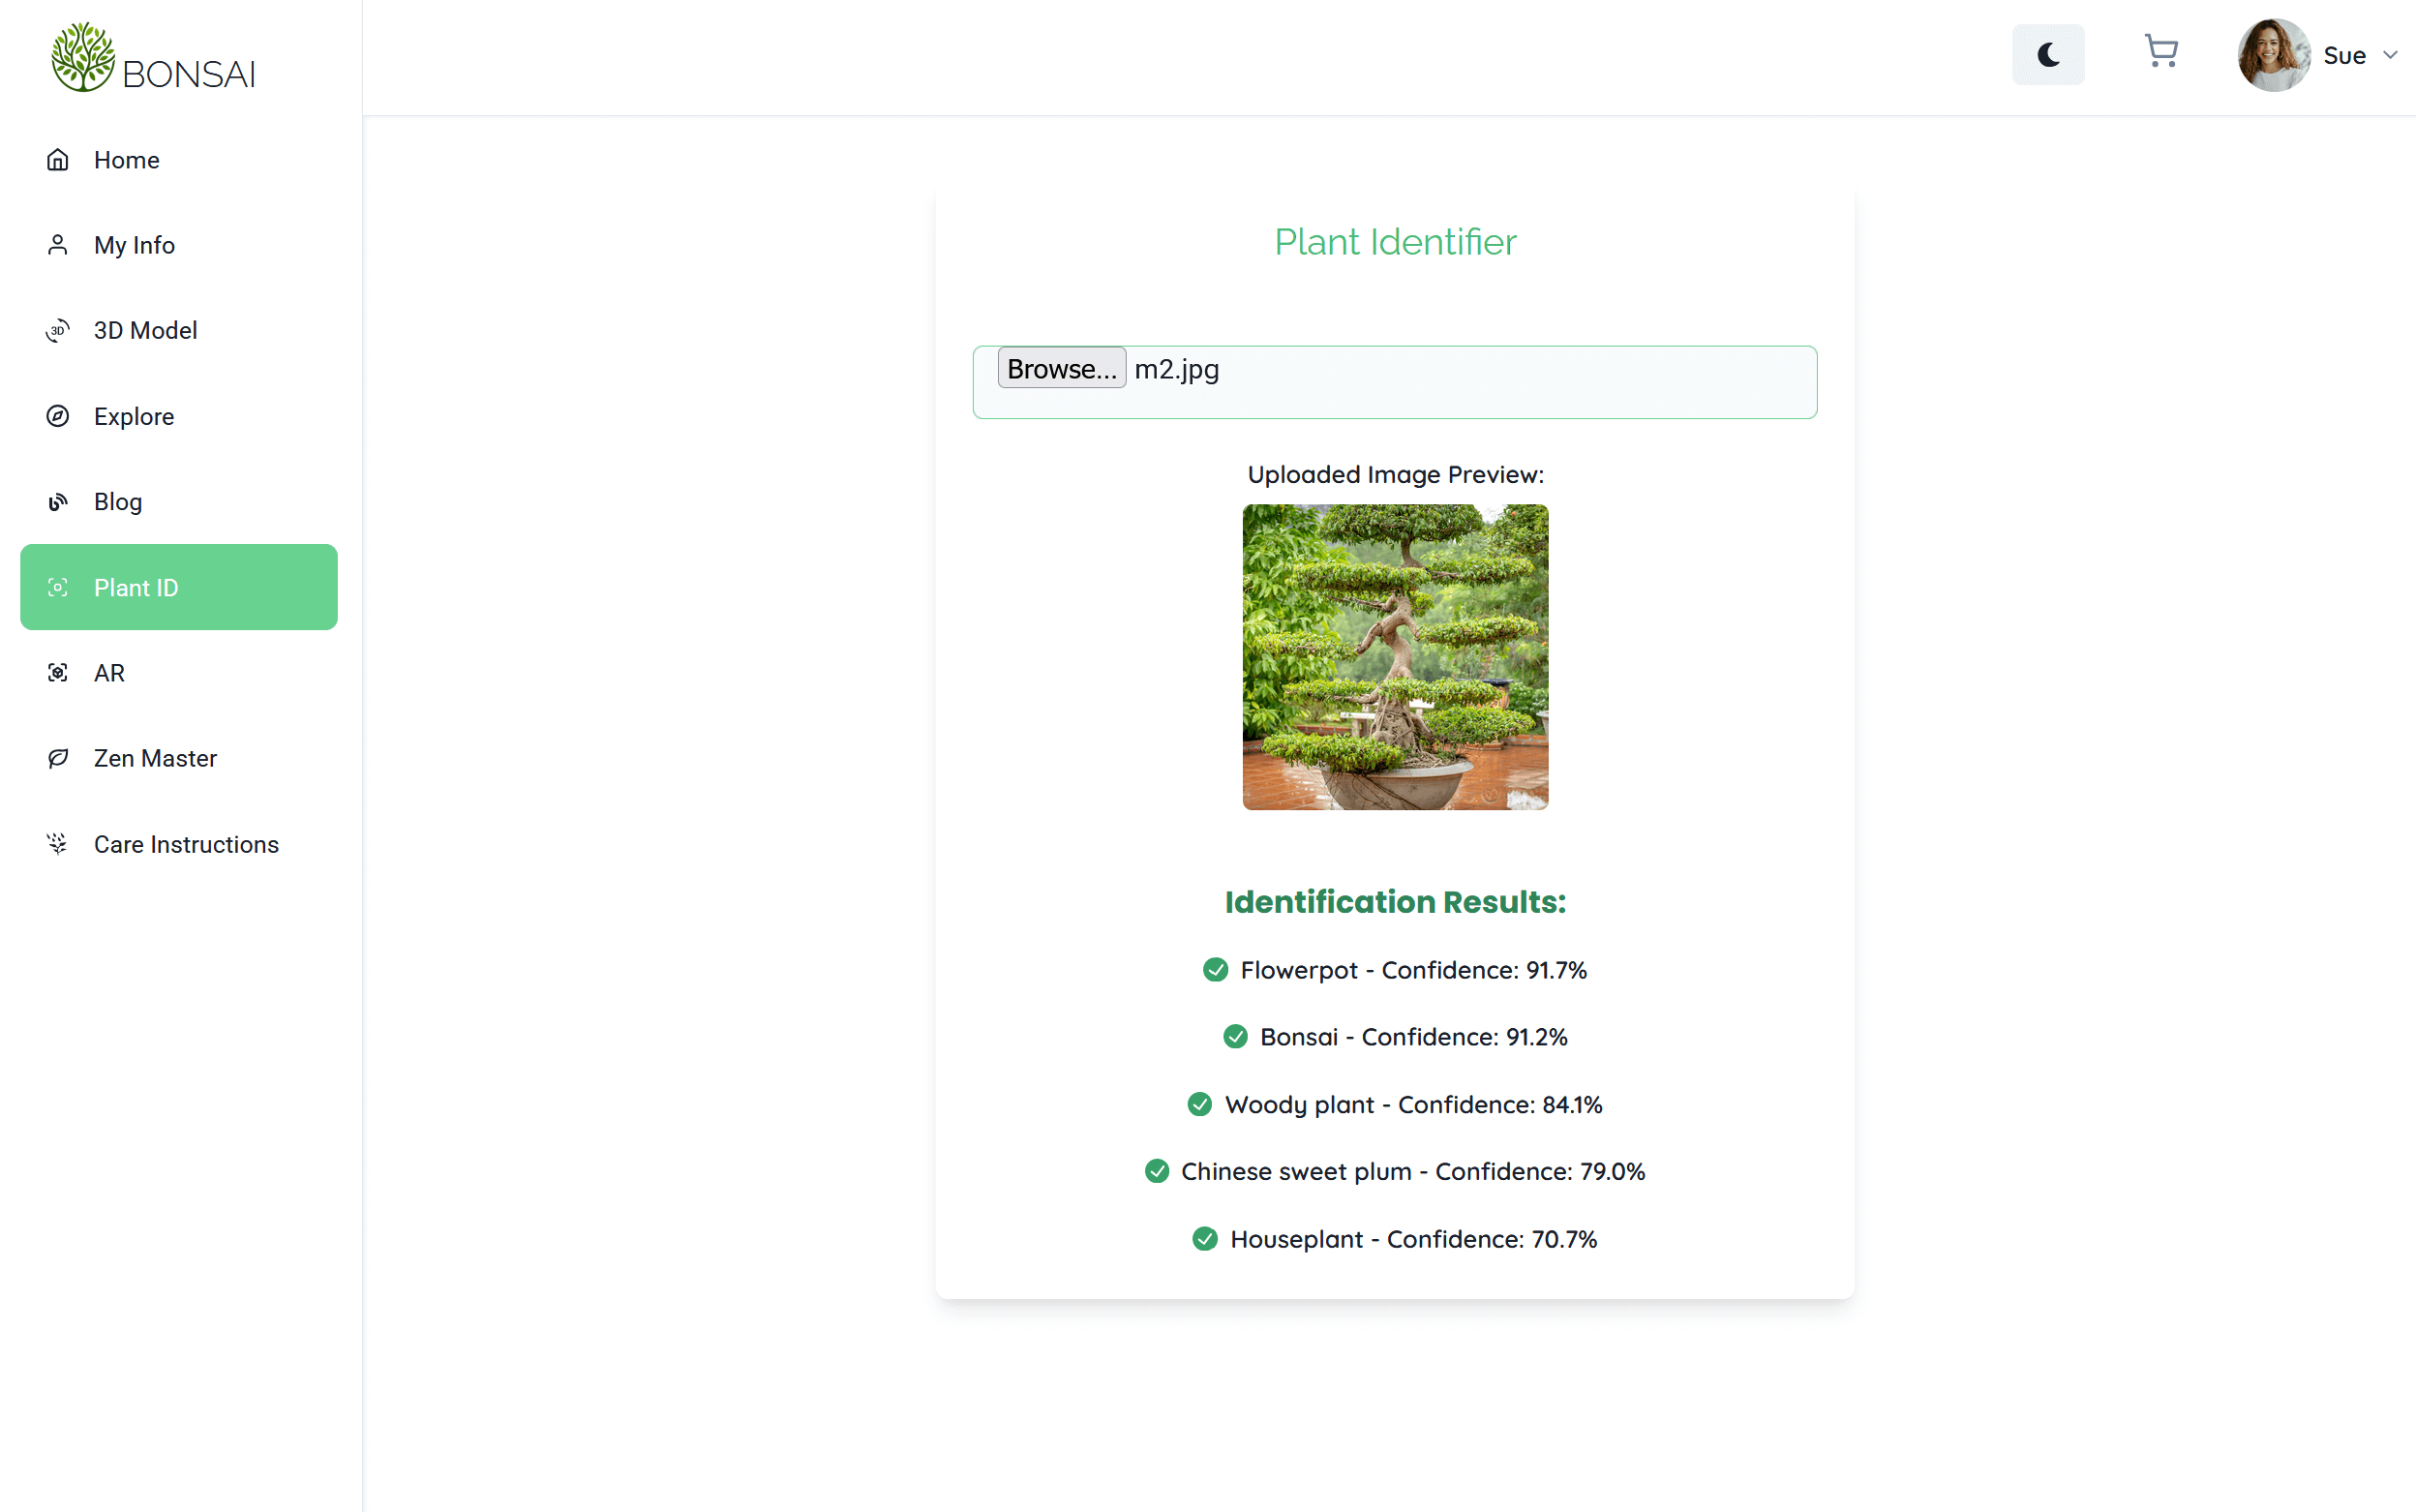 BONSAI
Sue
Home
My Info
3D Model
Explore
Blog
Plant ID
AR
Zen Master
Care Instructions
Plant Identifier
Browse... m2.jpg
Uploaded Image Preview:
Identification Results:
Flowerpot - Confidence: 91.7%
Bonsai - Confidence: 91.2%
Woody plant - Confidence: 84.1%
Chinese sweet plum - Confidence: 79.0%
Houseplant - Confidence: 70.7%